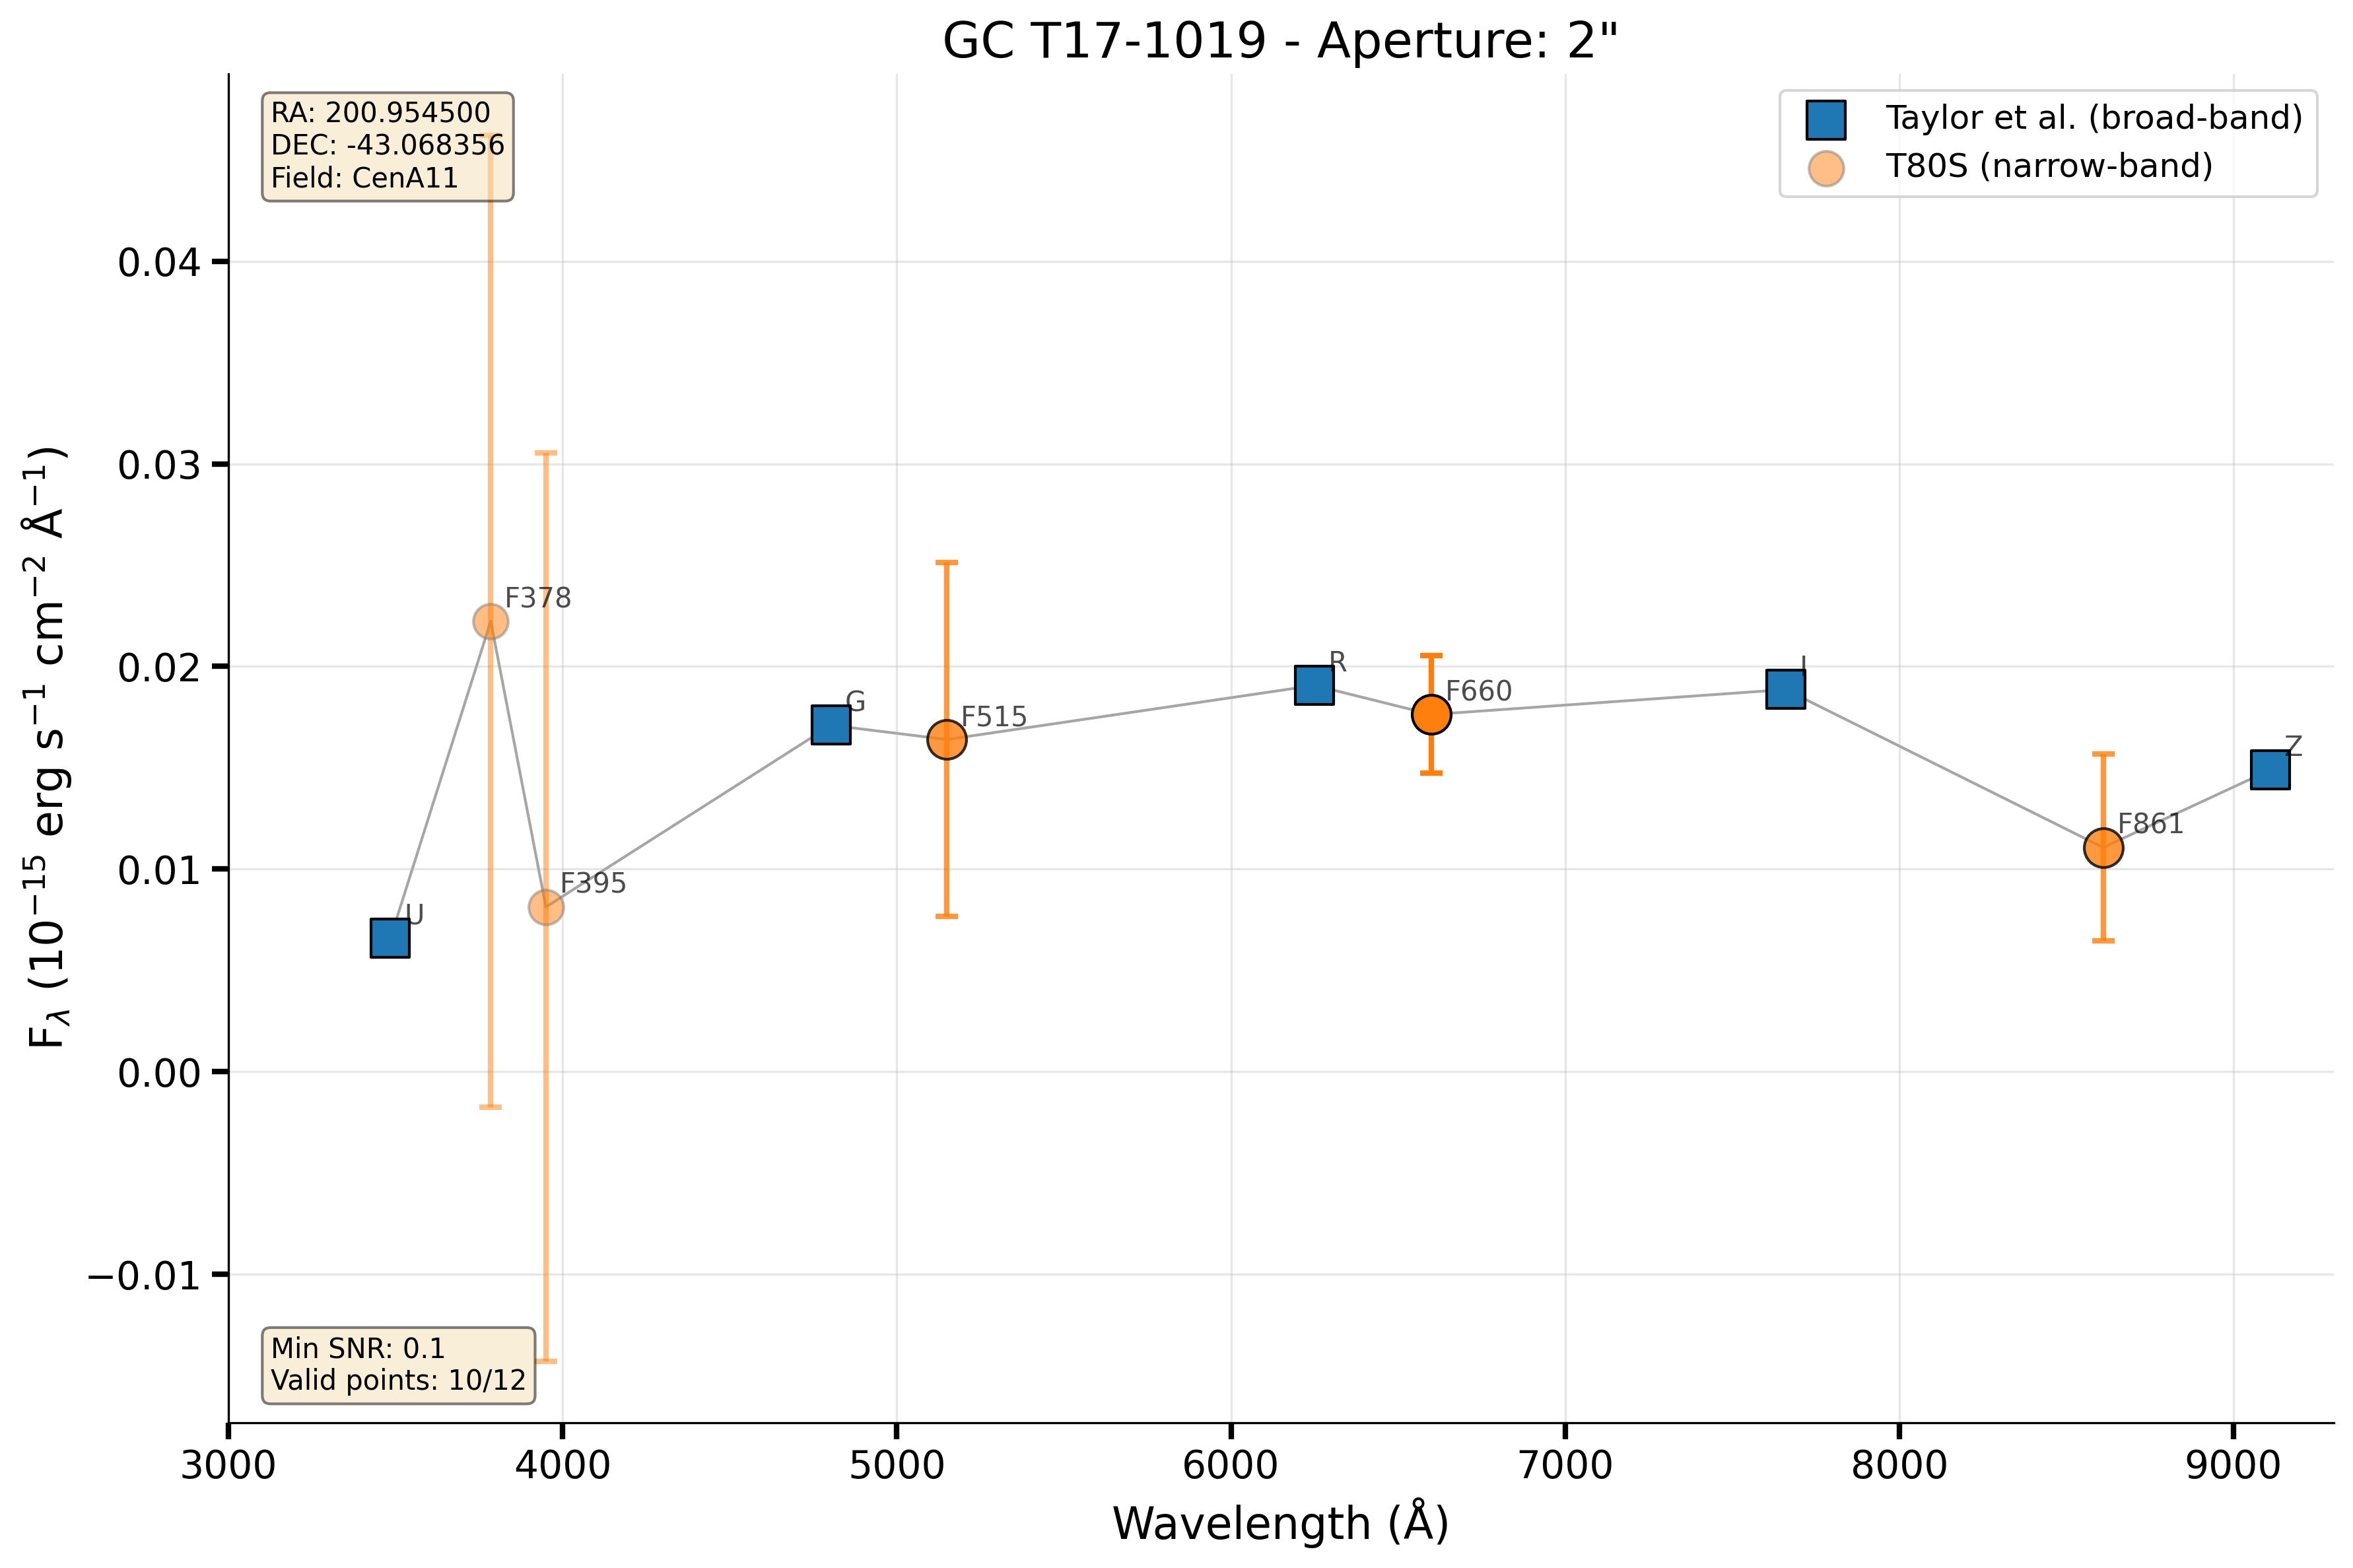 GC T17-1019 - Aperture: 2"
RA: 200.954500
DEC: -43.068356
Field: CenA11
Taylor et al. (broad-band)
T80S (narrow-band)
0.04
0.03
0.02
0.01
0.00
−0.01
F_λ (10⁻¹⁵ erg s⁻¹ cm⁻² Å⁻¹)
U
F378
F395
G
F515
R
F660
I
F861
Z
Min SNR: 0.1
Valid points: 10/12
3000 4000 5000 6000 7000 8000 9000
Wavelength (Å)